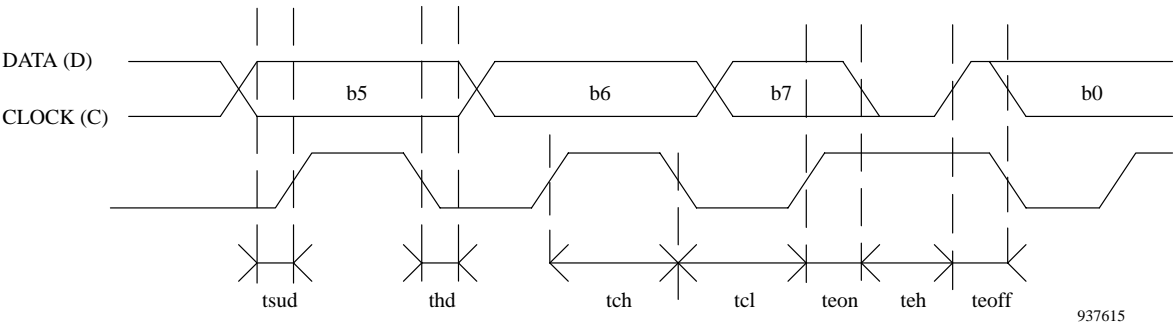 DATA (D)
b5
b6
b7
b0
CLOCK (C)
tsud
thd
tch
tcl
teon
teh
teoff
937615